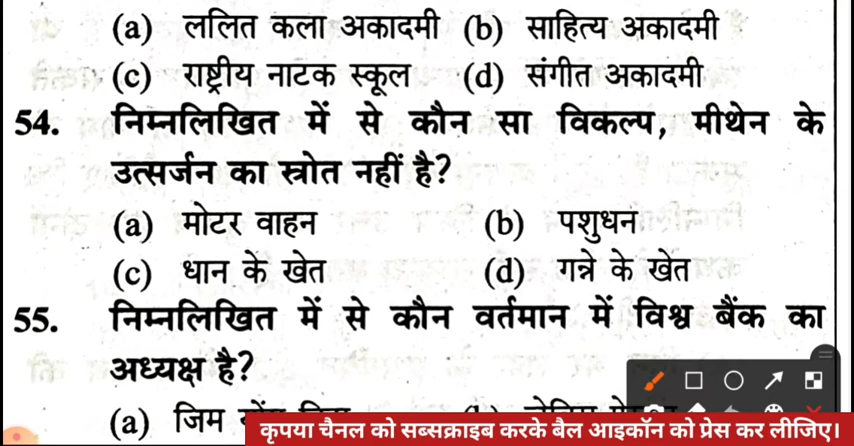 (a) ललित कला अकादमी (b) साहित्य अकादमी
(c) राष्ट्रीय नाटक स्कूल (d) संगीत अकादमी
54. निम्नलिखित में से कौन सा विकल्प, मीथेन के
उत्सर्जन का स्त्रोत नहीं है?
(a) मोटर वाहन (b) पशुधन
(c) धान के खेत (d) गन्ने के खेत
55. निम्नलिखित में से कौन वर्तमान में विश्व बैंक का
अध्यक्ष है?
(a) जिम
कृपया चैनल को सब्सक्राइब करके बैल आइकॉन को प्रेस कर लीजिए।